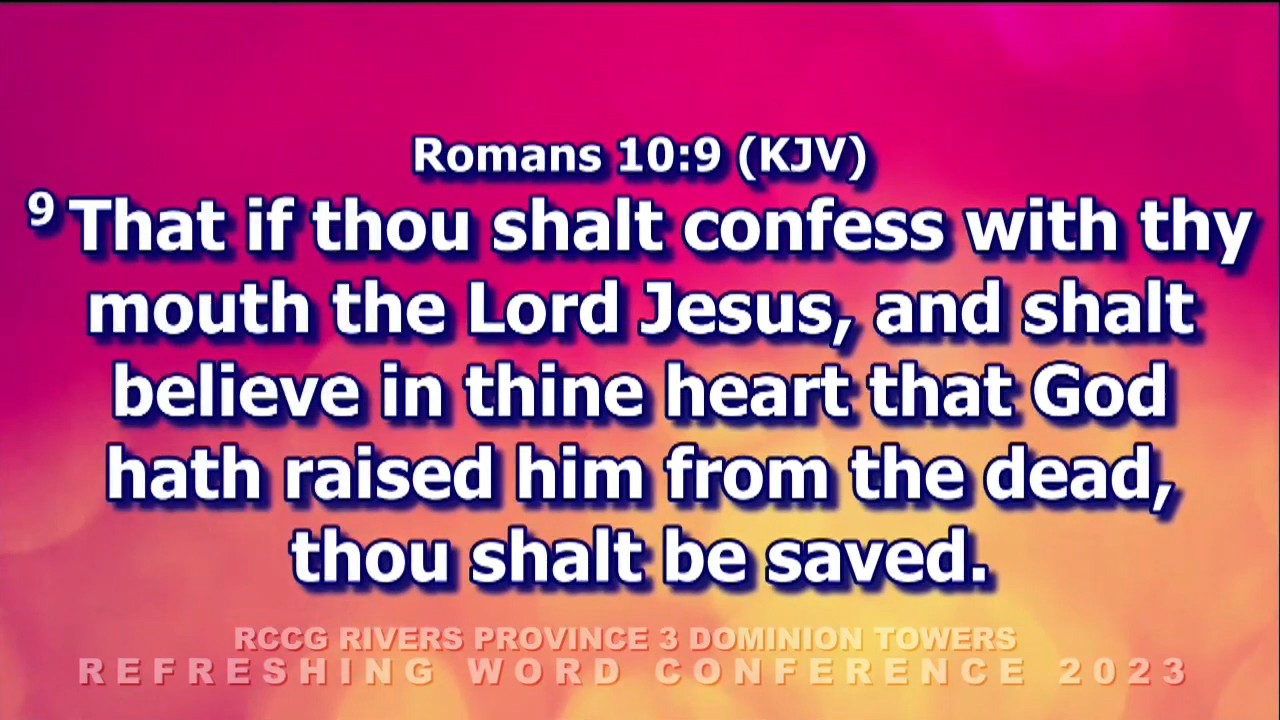 Romans 10:9 (KJV)
9 That if thou shalt confess with thy
mouth the Lord Jesus, and shalt
believe in thine heart that God
hath raised him from the dead,
thou shalt be saved.
RCCG RIVERS PROVINCE 3 DOMINION TOWERS
REFRESHING WORD CONFERENCE 2023